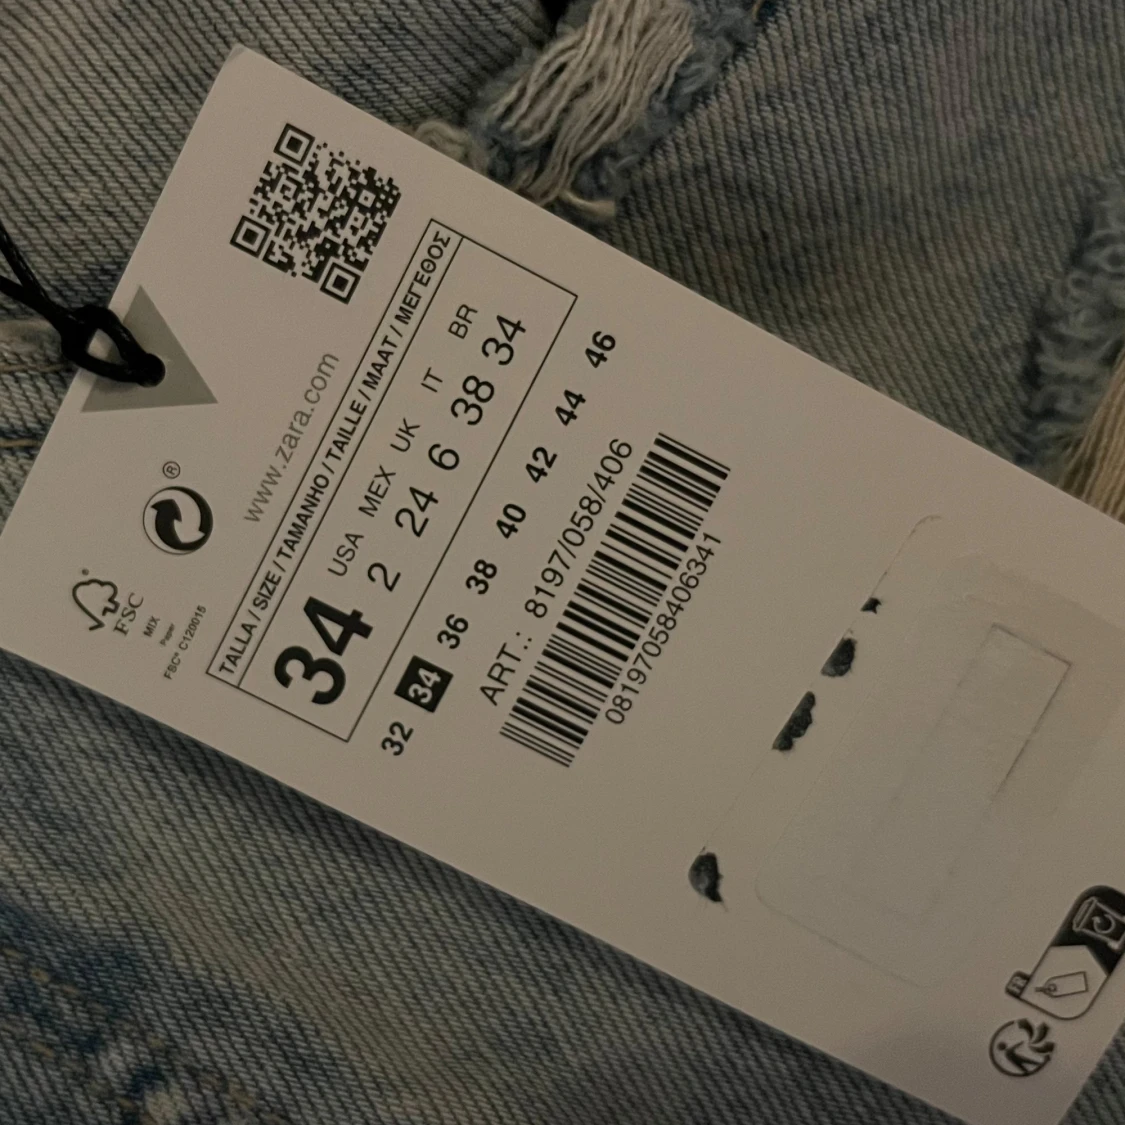 www.zara.com
TALLA / SIZE / TAMANHO / TAILLE / MAAT / ΜΕΓΕΘΟΣ
34
USA MEX UK IT BR
2 24 6 38 34
32 34 36 38 40 42 44 46
ART.: 8197/058/406
08197058406341
®
FSC
MIX
Paper
FSC® C120015
FR